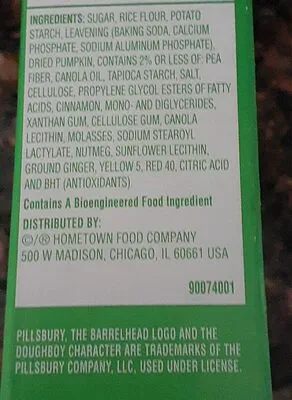 INGREDIENTS: SUGAR, RICE FLOUR, POTATO
STARCH, LEAVENING (BAKING SODA, CALCIUM
PHOSPHATE, SODIUM ALUMINUM PHOSPHATE),
DRIED PUMPKIN, CONTAINS 2% OR LESS OF: PEA
FIBER, CANOLA OIL, TAPIOCA STARCH, SALT,
CELLULOSE, PROPYLENE GLYCOL ESTERS OF FATTY
ACIDS, CINNAMON, MONO- AND DIGLYCERIDES,
XANTHAN GUM, CELLULOSE GUM, CANOLA
LECITHIN, MOLASSES, SODIUM STEAROYL
LACTYLATE, NUTMEG, SUNFLOWER LECITHIN,
GROUND GINGER, YELLOW 5, RED 40, CITRIC ACID
AND BHT (ANTIOXIDANTS)
Contains A Bioengineered Food Ingredient
DISTRIBUTED BY:
©/® HOMETOWN FOOD COMPANY
500 W MADISON, CHICAGO, IL 60661 USA
90074001
PILLSBURY, THE BARRELHEAD LOGO AND THE
DOUGHBOY CHARACTER ARE TRADEMARKS OF THE
PILLSBURY COMPANY, LLC, USED UNDER LICENSE.